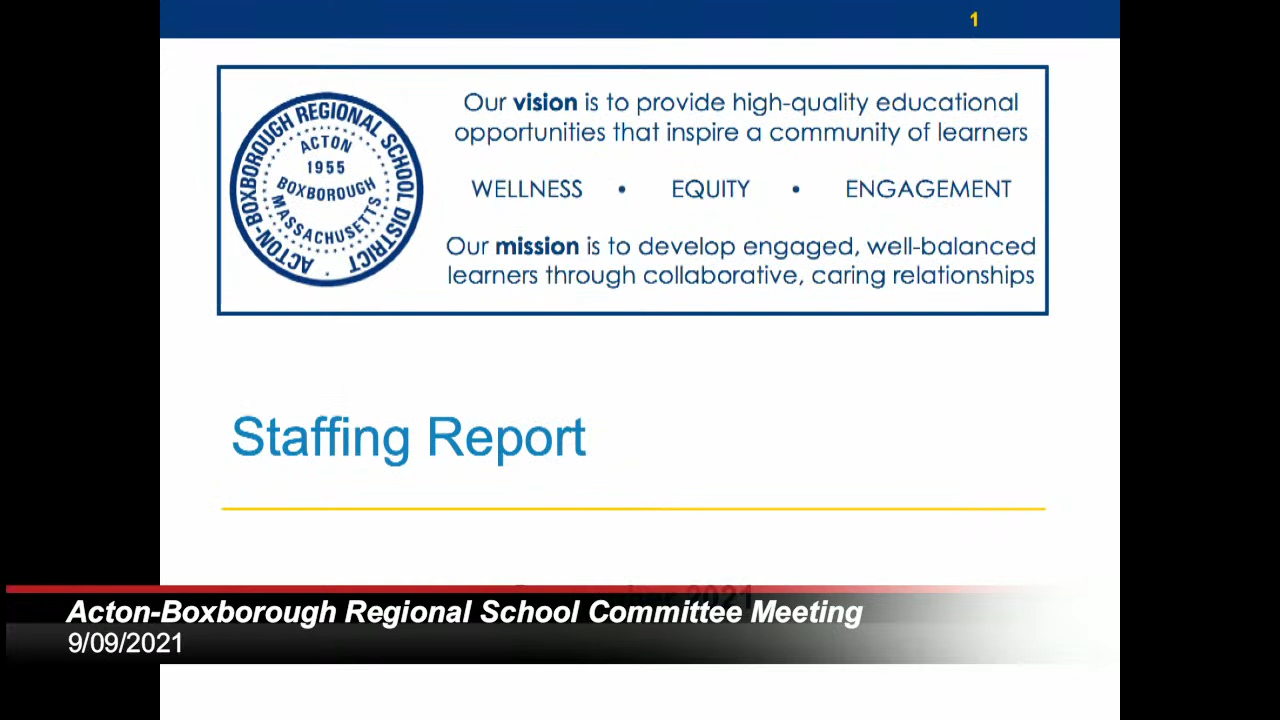 1
ACTON-BOXBOROUGH REGIONAL SCHOOL DISTRICT
ACTON
1955
BOXBOROUGH
MASSACHUSETTS
Our vision is to provide high-quality educational
opportunities that inspire a community of learners
WELLNESS • EQUITY • ENGAGEMENT
Our mission is to develop engaged, well-balanced
learners through collaborative, caring relationships
Staffing Report
2021
Acton-Boxborough Regional School Committee Meeting
9/09/2021